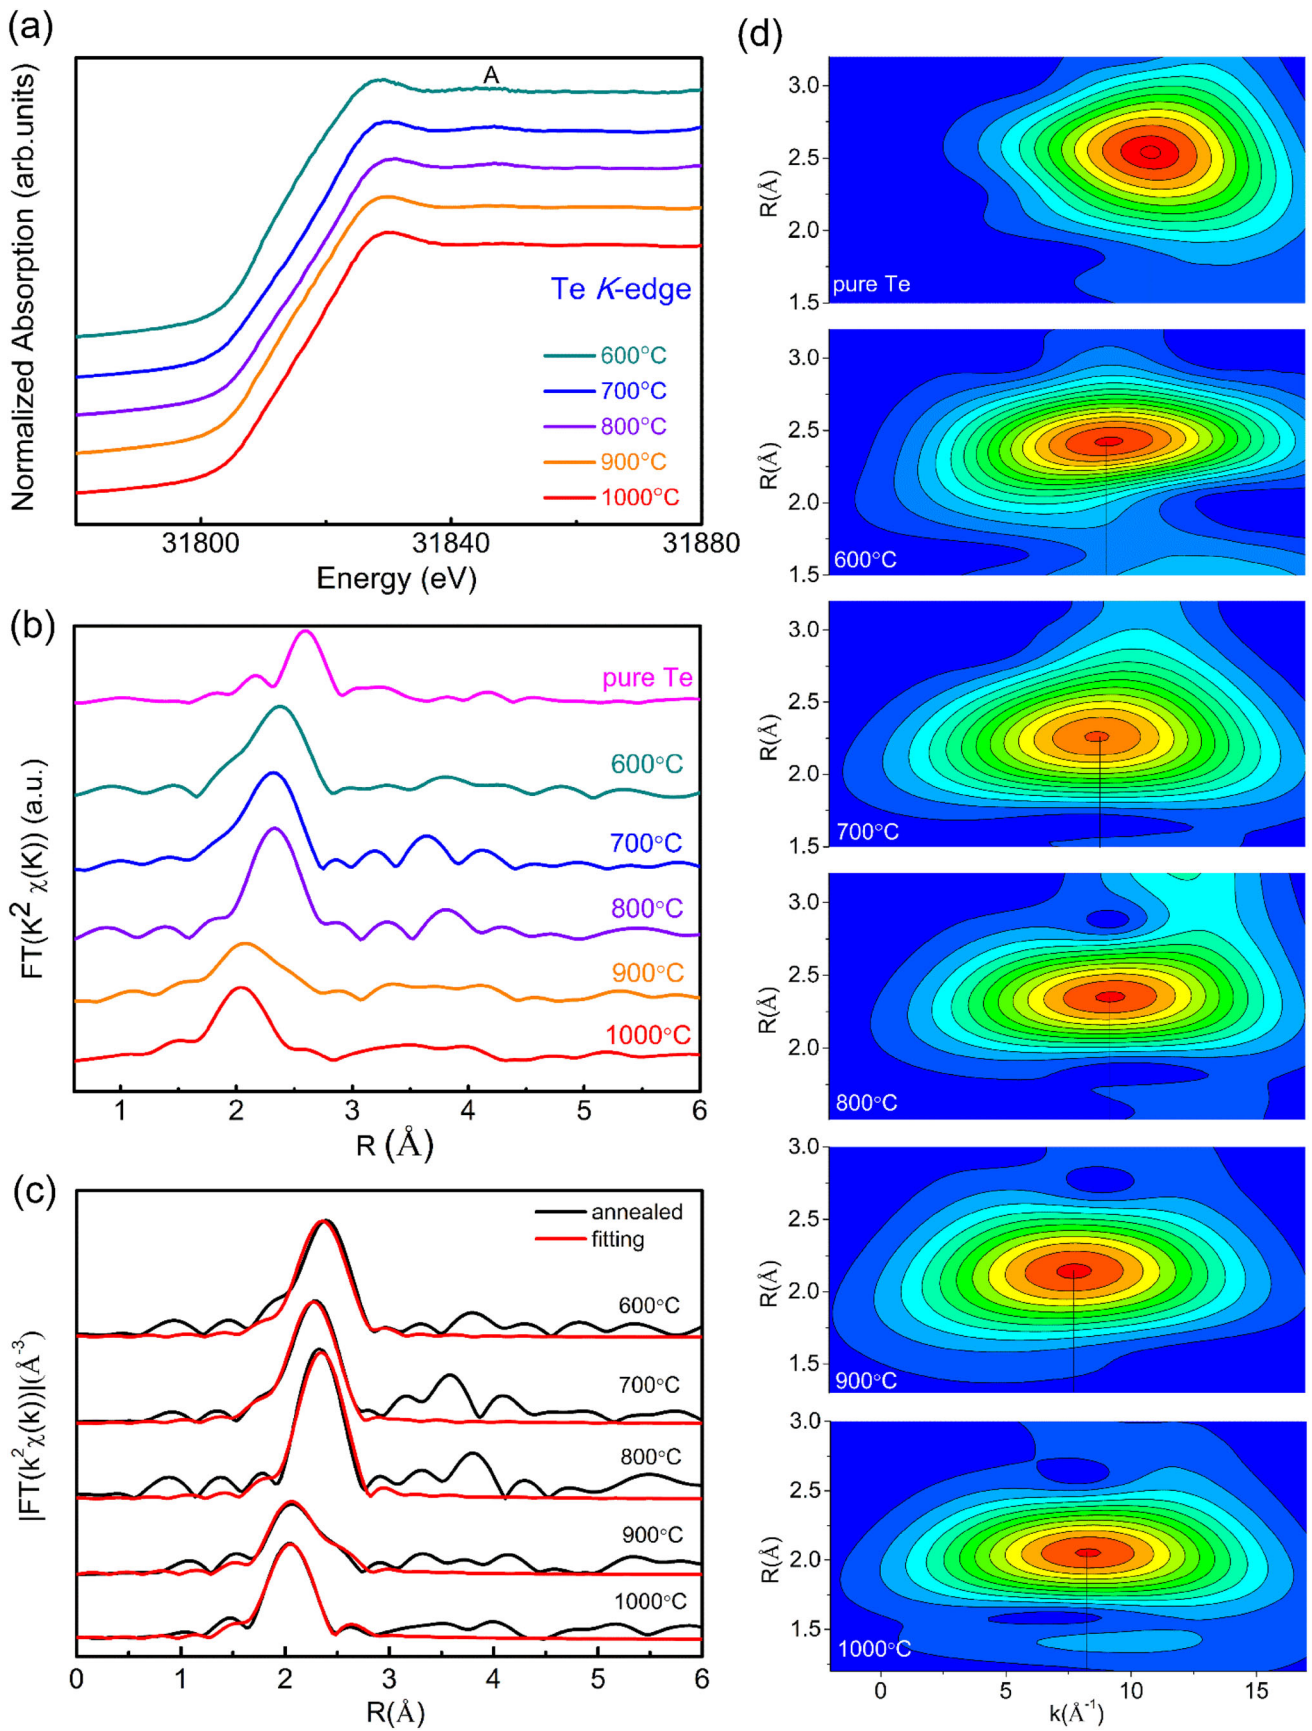 (a)
Normalized Absorption (arb.units)
A
Te K-edge
600°C
700°C
800°C
900°C
1000°C
31800
31840
31880
Energy (eV)
(b)
FT(K² χ(K)) (a.u.)
pure Te
600°C
700°C
800°C
900°C
1000°C
1
2
3
4
5
6
R (Å)
(c)
|FT(k²χ(k))|(Å⁻³)
annealed
fitting
600°C
700°C
800°C
900°C
1000°C
0
1
2
3
4
5
6
R(Å)
(d)
R(Å)
3.0
2.5
2.0
1.5
pure Te
R(Å)
3.0
2.5
2.0
1.5
600°C
R(Å)
3.0
2.5
2.0
1.5
700°C
R(Å)
3.0
2.5
2.0
800°C
R(Å)
3.0
2.5
2.0
1.5
900°C
R(Å)
3.0
2.5
2.0
1.5
1000°C
0
5
10
15
k(Å⁻¹)